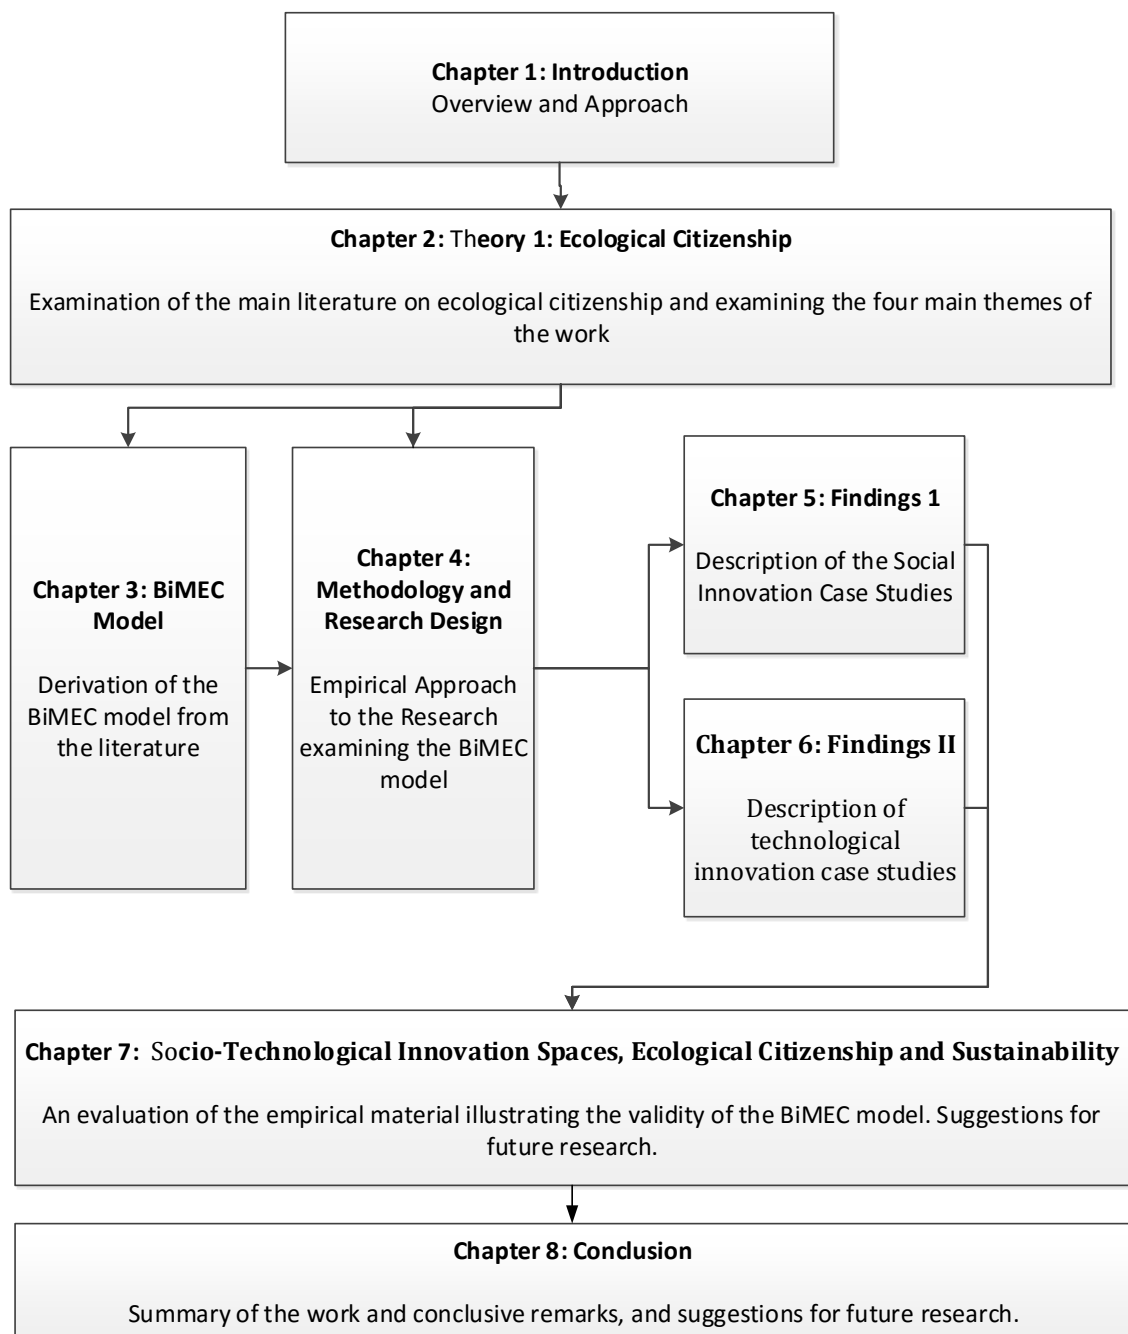 Chapter 1: Introduction
Overview and Approach
Chapter 2: Theory 1: Ecological Citizenship
Examination of the main literature on ecological citizenship and examining the four main themes of
the work
Chapter 3: BiMEC
Model
Derivation of the
BiMEC model from
the literature
Chapter 4:
Methodology and
Research Design
Empirical Approach
to the Research
examining the BiMEC
model
Chapter 5: Findings 1
Description of the Social
Innovation Case Studies
Chapter 6: Findings II
Description of
technological
innovation case studies
Chapter 7: Socio-Technological Innovation Spaces, Ecological Citizenship and Sustainability
An evaluation of the empirical material illustrating the validity of the BiMEC model. Suggestions for
future research.
Chapter 8: Conclusion
Summary of the work and conclusive remarks, and suggestions for future research.